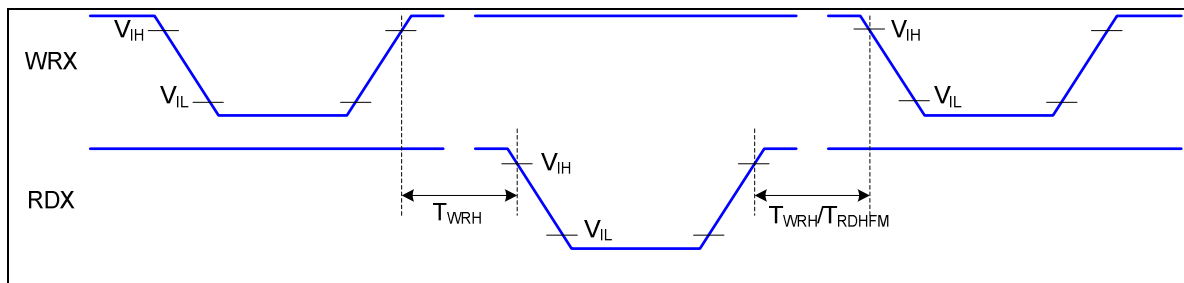 V_IH
WRX
V_IL
V_IH
V_IL
RDX
V_IH
T_WRH
V_IL
T_WRH/T_RDHFM